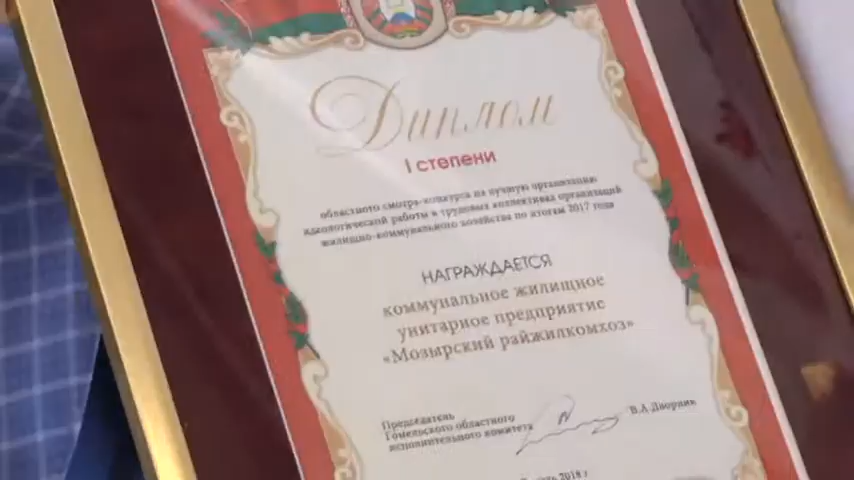 Диплом
I степени
областного смотра-конкурса на лучшую организацию
идеологической работы в трудовых коллективах организаций
жилищно-коммунального хозяйства по итогам 2017 года
НАГРАЖДАЕТСЯ
коммунальное жилищное
унитарное предприятие
«Мозырский райжилкомхоз»
Председатель
Гомельского областного
исполнительного комитета
В.А.Дворник
2018 г